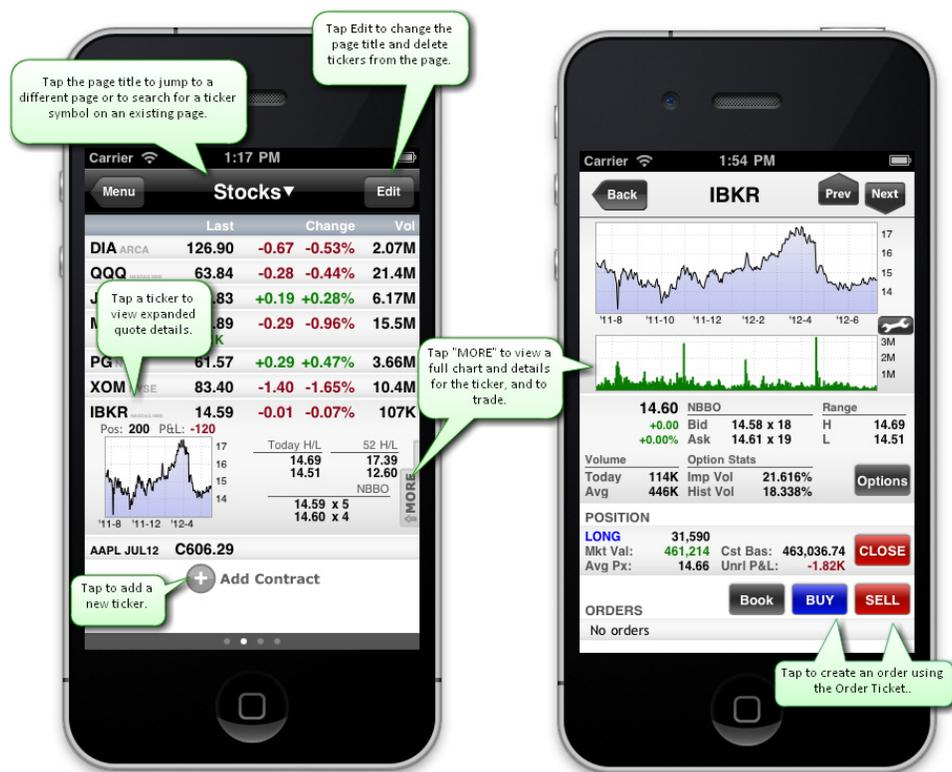 Tap Edit to change the
page title and delete
tickers from the page.
Tap the page title to jump to a
different page or to search for a ticker
symbol on an existing page.
Carrier 1:17 PM
Menu Stocks▼ Edit
Last Change Vol
DIA ARCA 126.90 -0.67 -0.53% 2.07M
QQQ 63.84 -0.28 -0.44% 21.4M
.83 +0.19 +0.28% 6.17M
.89 -0.29 -0.96% 15.5M
Tap a ticker to
view expanded
quote details.
PG 61.57 +0.29 +0.47% 3.66M
XOM 83.40 -1.40 -1.65% 10.4M
IBKR 14.59 -0.01 -0.07% 107K
Pos: 200 P&L: -120
17
16
15
14
'11-8 '11-12 '12-4
Today H/L 52 H/L
14.69 17.39
14.51 12.60
NBBO
14.59 x 5
14.60 x 4
MORE
AAPL JUL12 C606.29
+ Add Contract
Tap to add a
new ticker.
Tap "MORE" to view a
full chart and details
for the ticker, and to
trade.
Carrier 1:54 PM
Back IBKR Prev Next
17
16
15
14
'11-8 '11-10 '11-12 '12-2 '12-4 '12-6
3M
2M
1M
14.60 NBBO Range
+0.00 Bid 14.58 x 18 H 14.69
+0.00% Ask 14.61 x 19 L 14.51
Volume Option Stats
Today 114K Imp Vol 21.616%
Avg 446K Hist Vol 18.338%
Options
POSITION
LONG 31,590
Mkt Val: 461,214 Cst Bas: 463,036.74
Avg Px: 14.66 Unrl P&L: -1.82K
CLOSE
ORDERS Book BUY SELL
No orders
Tap to create an order using
the Order Ticket..